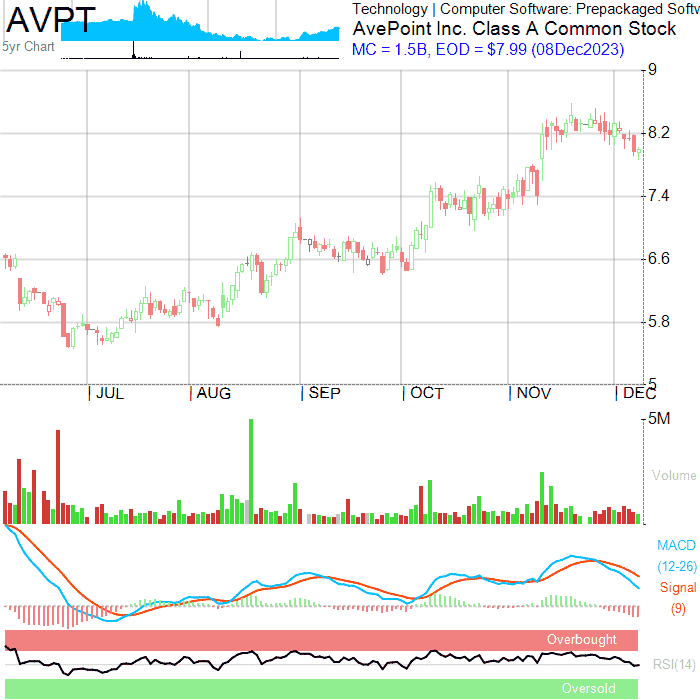 AVPT
5yr Chart
Technology | Computer Software: Prepackaged Softw
AvePoint Inc. Class A Common Stock
MC = 1.5B, EOD = $7.99 (08Dec2023)
9
8.2
7.4
6.6
5.8
5
| JUL | AUG | SEP | OCT | NOV | DEC
5M
Volume
MACD
(12-26)
Signal
(9)
Overbought
RSI(14)
Oversold